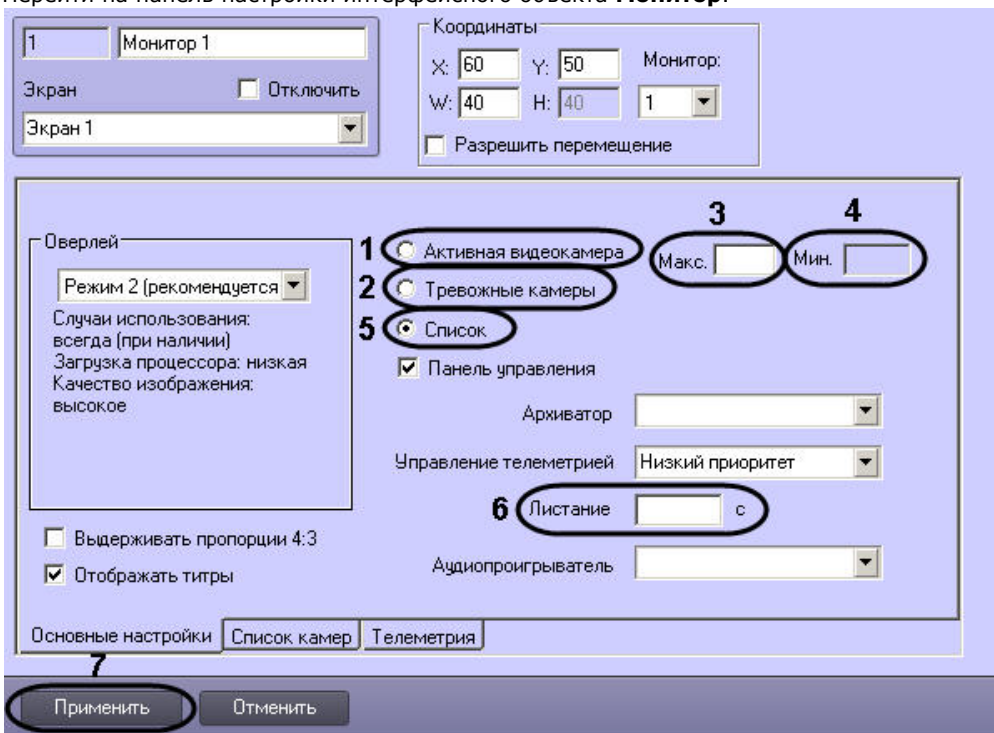 Перейти на панель настройки интерфейсного объекта Монитор.
1 Монитор 1
Экран Отключить
Экран 1
Координаты
X: 60 Y: 50 Монитор:
W: 40 H: 40 1
Разрешить перемещение
3 4
Оверлей
Режим 2 (рекомендуется
Случаи использования:
всегда (при наличии)
Загрузка процессора: низкая
Качество изображения:
высокое
1 Активная видеокамера Макс. Мин.
2 Тревожные камеры
5 Список
Панель управления
Архиватор
Управление телеметрией Низкий приоритет
6 Листание с
Аудиопроигрыватель
Выдерживать пропорции 4:3
Отображать титры
Основные настройки Список камер Телеметрия
7
Применить Отменить